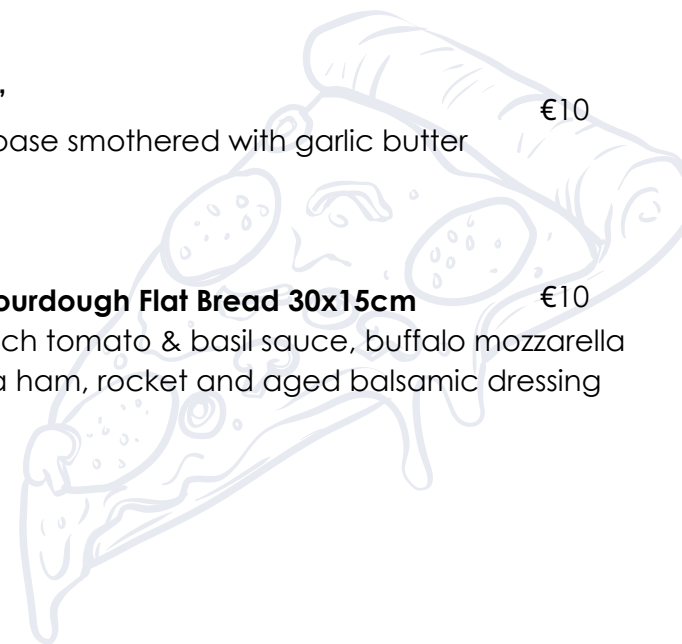 ”
€10
base smothered with garlic butter
ourdough Flat Bread 30x15cm
€10
ch tomato & basil sauce, buffalo mozzarella
a ham, rocket and aged balsamic dressing